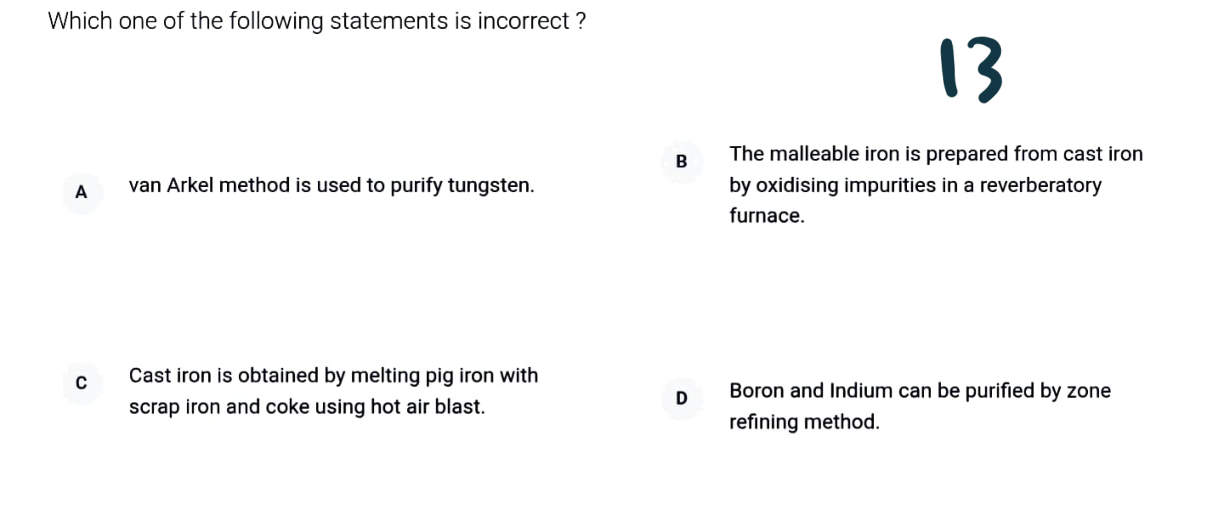 Which one of the following statements is incorrect ?
13
A
van Arkel method is used to purify tungsten.
B
The malleable iron is prepared from cast iron
by oxidising impurities in a reverberatory
furnace.
C
Cast iron is obtained by melting pig iron with
scrap iron and coke using hot air blast.
D
Boron and Indium can be purified by zone
refining method.